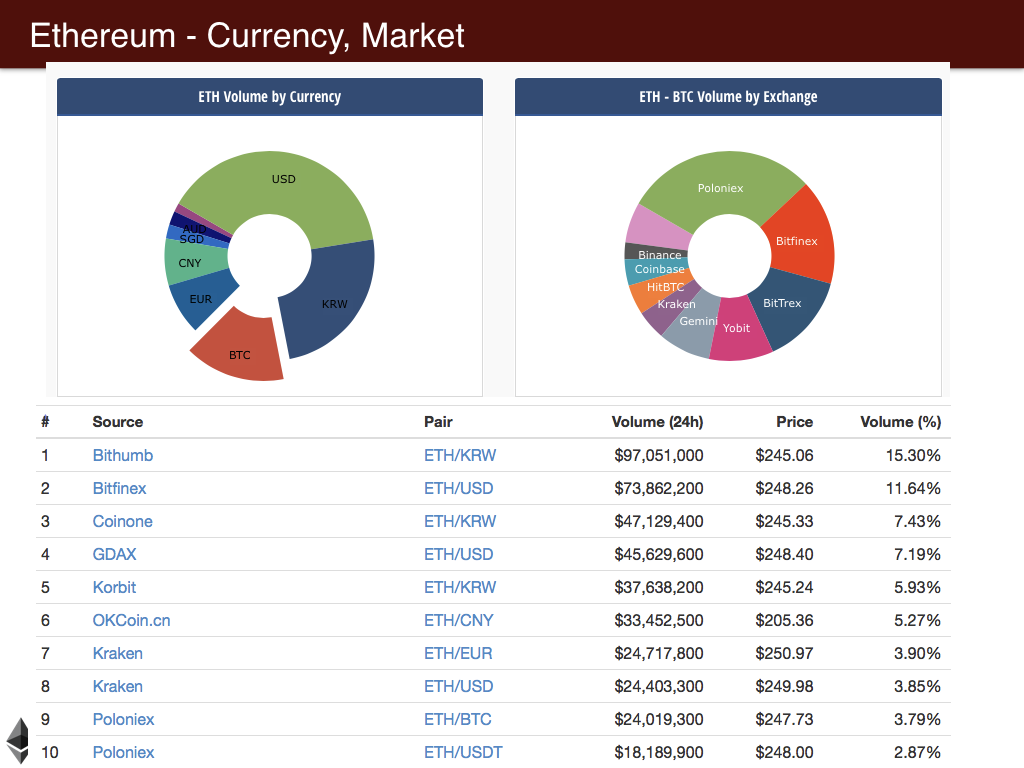 Ethereum - Currency, Market
ETH Volume by Currency
USD
KRW
BTC
EUR
CNY
SGD
AUD
ETH - BTC Volume by Exchange
Poloniex
Bitfinex
BitTrex
Yobit
Gemini
Kraken
HitBTC
Coinbase
Binance
# Source Pair Volume (24h) Price Volume (%)
1 Bithumb ETH/KRW $97,051,000 $245.06 15.30%
2 Bitfinex ETH/USD $73,862,200 $248.26 11.64%
3 Coinone ETH/KRW $47,129,400 $245.33 7.43%
4 GDAX ETH/USD $45,629,600 $248.40 7.19%
5 Korbit ETH/KRW $37,638,200 $245.24 5.93%
6 OKCoin.cn ETH/CNY $33,452,500 $205.36 5.27%
7 Kraken ETH/EUR $24,717,800 $250.97 3.90%
8 Kraken ETH/USD $24,403,300 $249.98 3.85%
9 Poloniex ETH/BTC $24,019,300 $247.73 3.79%
10 Poloniex ETH/USDT $18,189,900 $248.00 2.87%